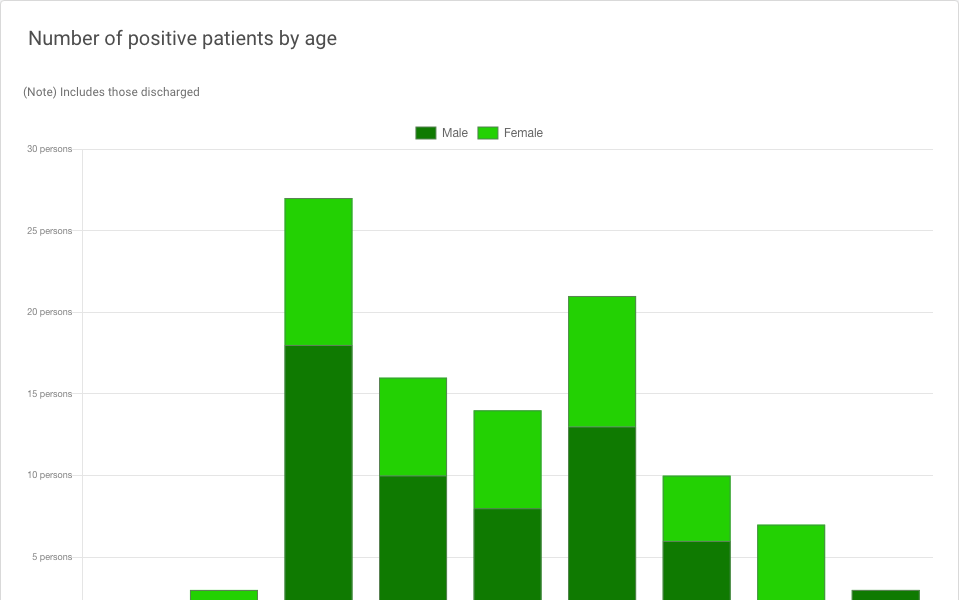 Number of positive patients by age
(Note) Includes those discharged
Male Female
30 persons
25 persons
20 persons
15 persons
10 persons
5 persons